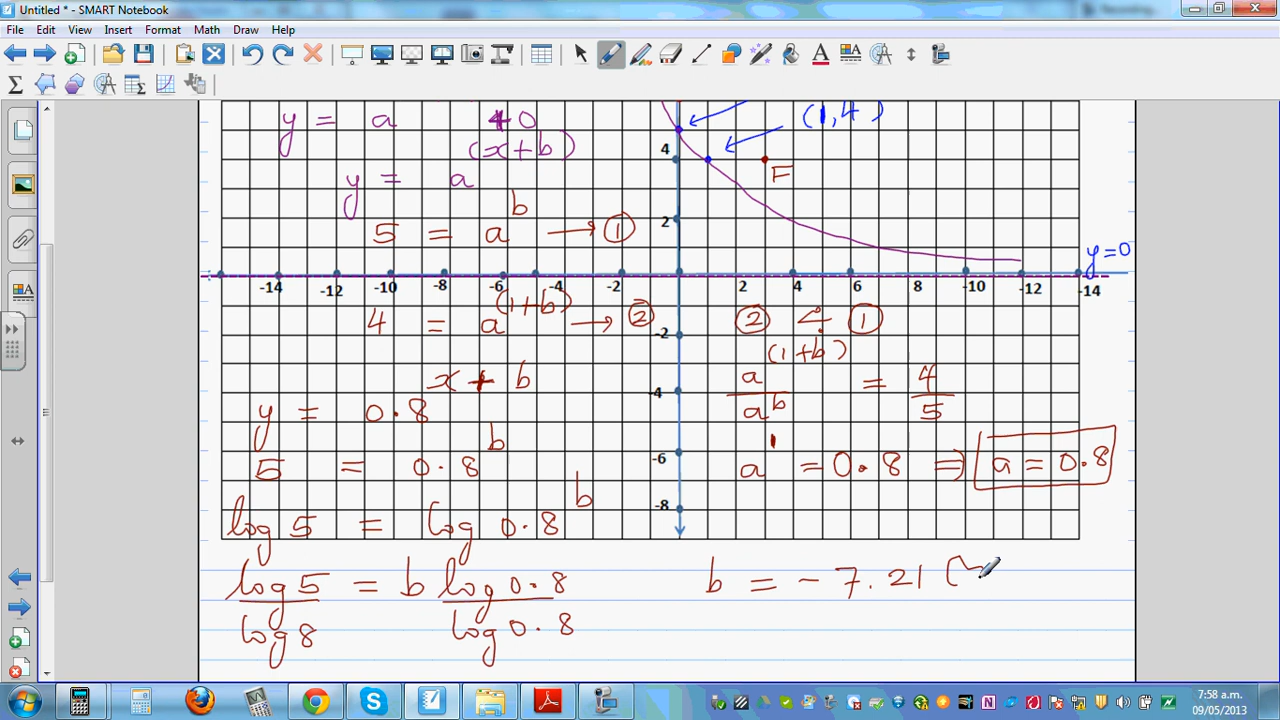 Untitled * - SMART Notebook
File Edit View Insert Format Math Draw Help
y = a +0
(1,4)
(x+b)
y = a
4
F
b
5 = a → ①
2
y=0
-14 -12 -10 -8 -6 -4 -2 2 4 6 8 -10 -12 -14
(1+b)
4 = a → ②
② ÷ ①
-2
(1+b)
x + b
a = 4
-4
y = 0.8
a b 5
b
5 = 0.8
-6
a 1 = 0.8 ⇒ a = 0.8
b
log 5 = log 0.8
-8
log 5 = b log 0.8
b = - 7.21 (
log 8 log 0.8
7:58 a.m.
09/05/2013